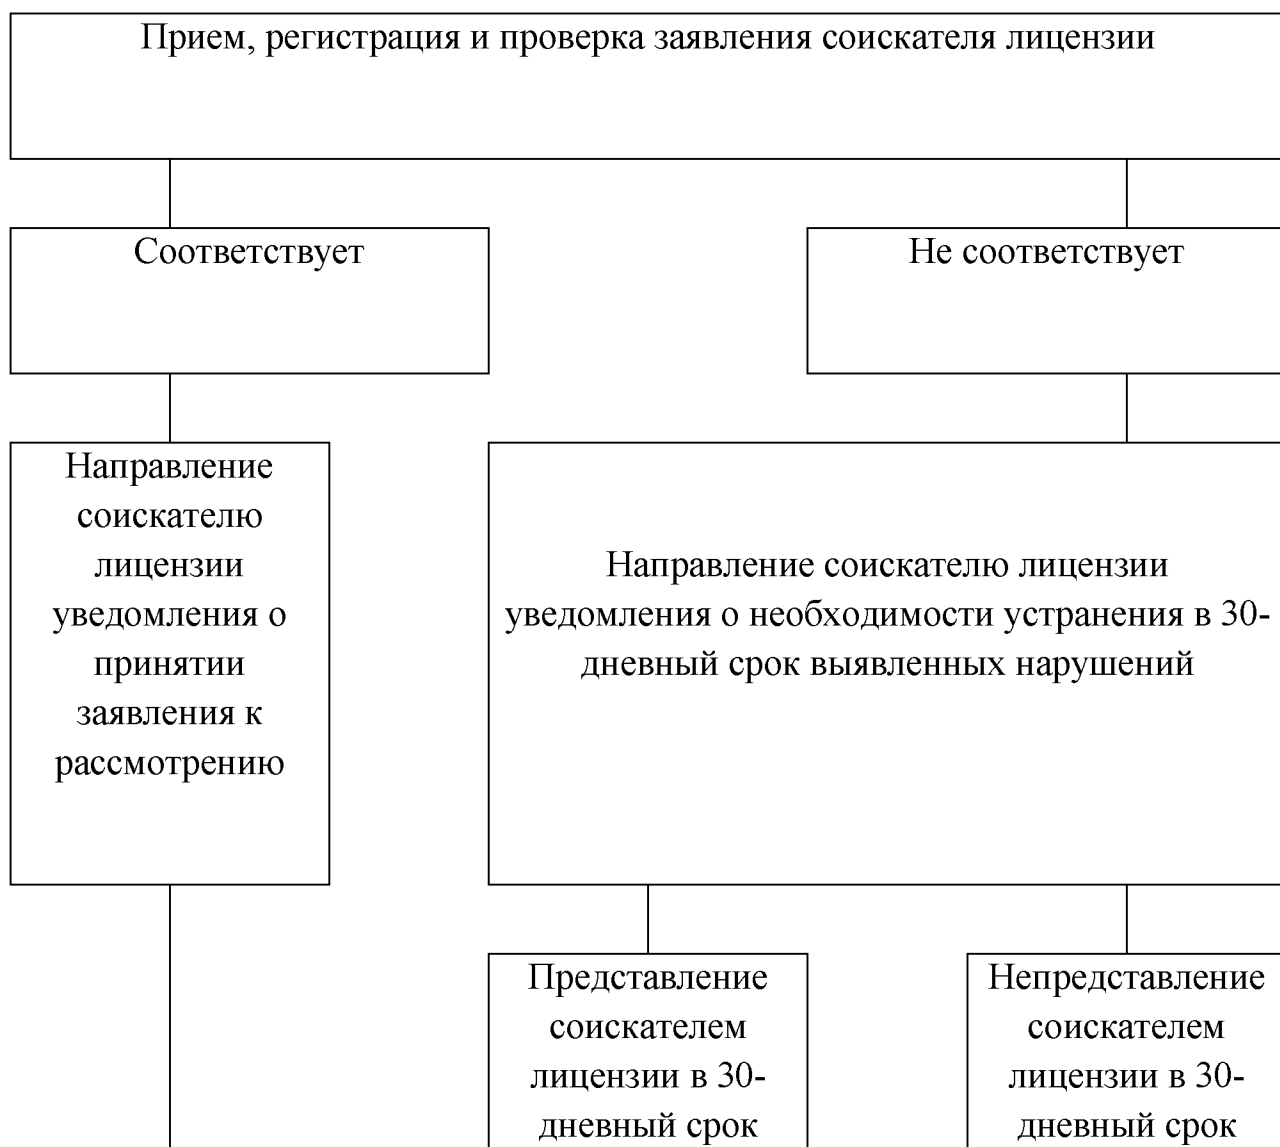 Прием, регистрация и проверка заявления соискателя лицензии
Соответствует
Не соответствует
Направление
соискателю
лицензии
уведомления о
принятии
заявления к
рассмотрению
Направление соискателю лицензии
уведомления о необходимости устранения в 30-
дневный срок выявленных нарушений
Представление
соискателем
лицензии в 30-
дневный срок
Непредставление
соискателем
лицензии в 30-
дневный срок